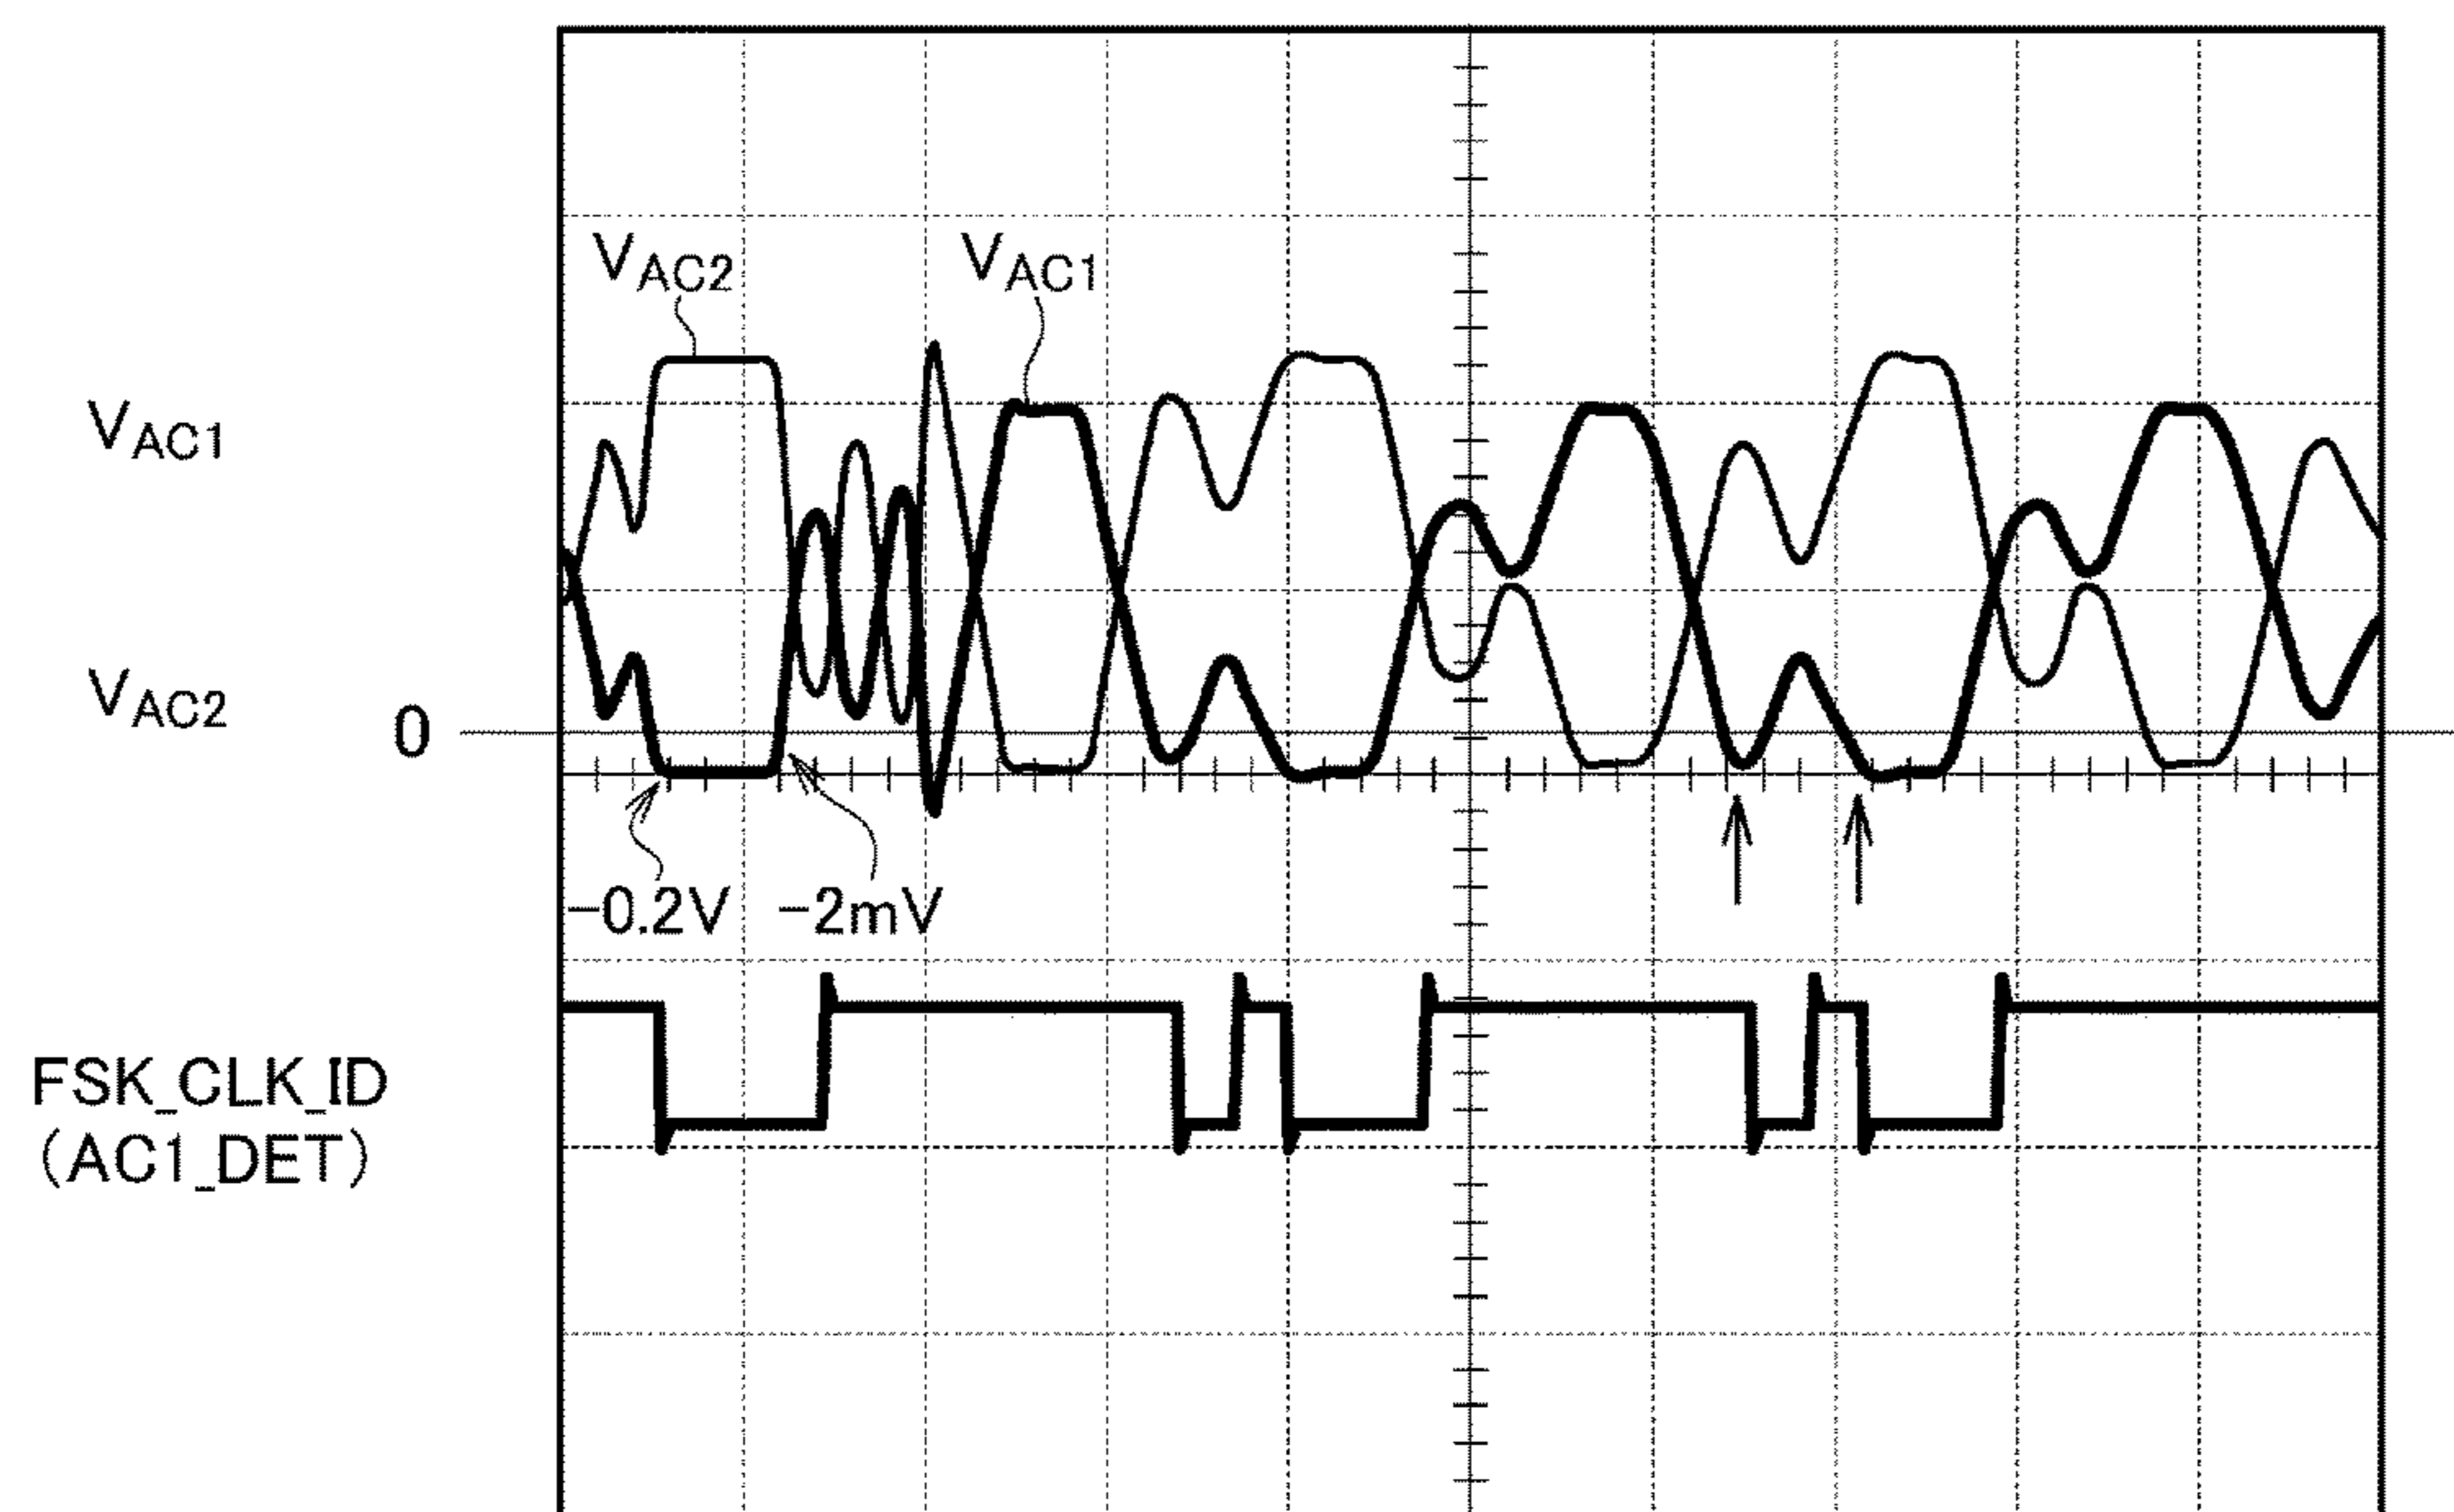 VAC2
VAC1
VAC1
VAC2
0
-0.2V
-2mV
FSK_CLK_ID
(AC1_DET)